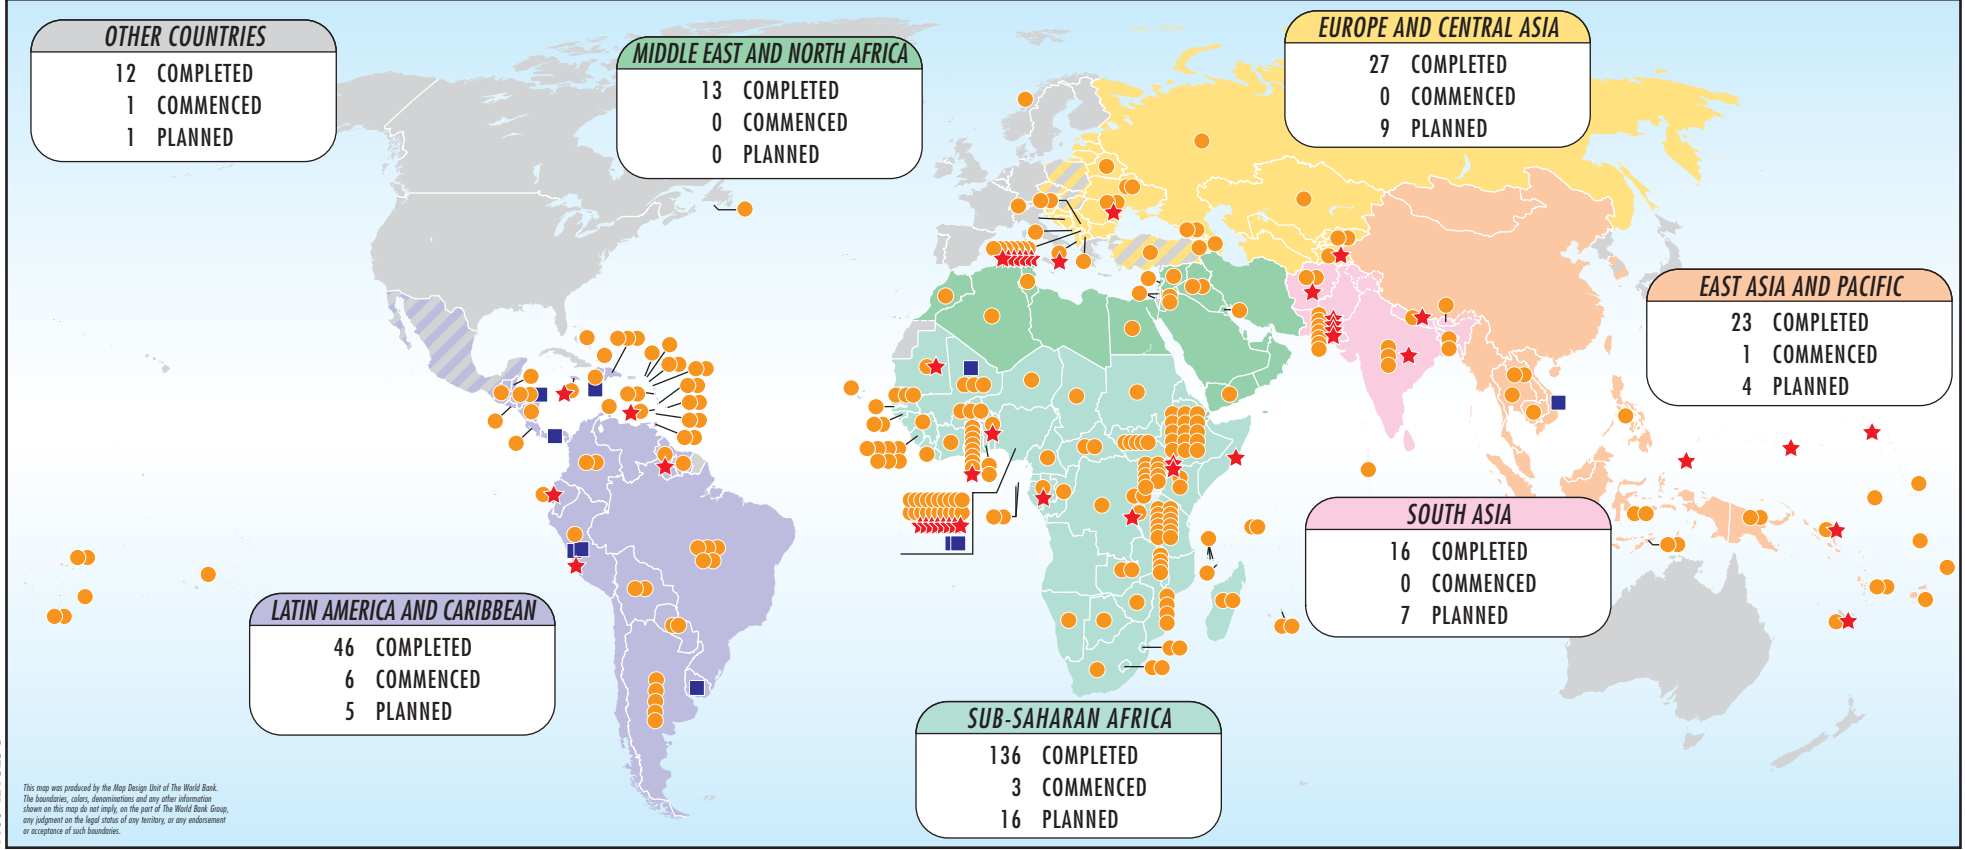 OTHER COUNTRIES
12 COMPLETED
1 COMMENCED
1 PLANNED
MIDDLE EAST AND NORTH AFRICA
13 COMPLETED
0 COMMENCED
0 PLANNED
EUROPE AND CENTRAL ASIA
27 COMPLETED
0 COMMENCED
9 PLANNED
EAST ASIA AND PACIFIC
23 COMPLETED
1 COMMENCED
4 PLANNED
SOUTH ASIA
16 COMPLETED
0 COMMENCED
7 PLANNED
LATIN AMERICA AND CARIBBEAN
46 COMPLETED
6 COMMENCED
5 PLANNED
SUB-SAHARAN AFRICA
136 COMPLETED
3 COMMENCED
16 PLANNED
This map was produced by the Map Design Unit of The World Bank.
The boundaries, colors, denominations and any other information
shown on this map do not imply, on the part of The World Bank Group,
any judgment on the legal status of any territory, or any endorsement
or acceptance of such boundaries.